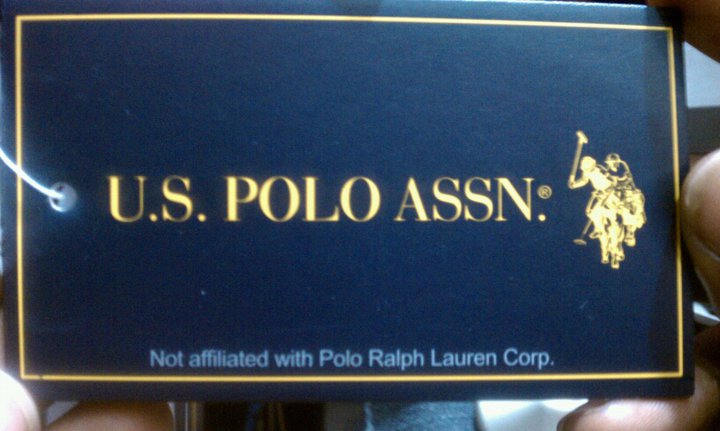 U.S. POLO ASSN.®
Not affiliated with Polo Ralph Lauren Corp.